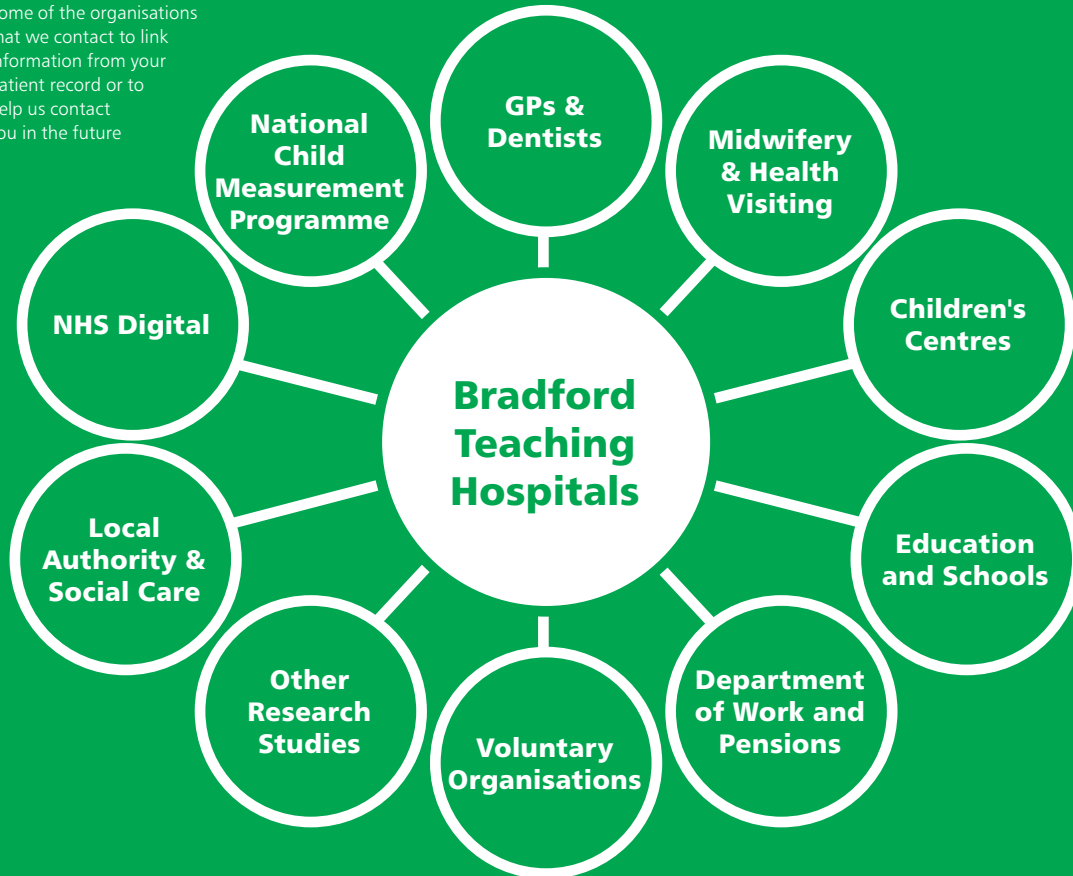 ome of the organisations
hat we contact to link
nformation from your
atient record or to
elp us contact
ou in the future
GPs &
Dentists
National
Child
Measurement
Programme
Midwifery
& Health
Visiting
NHS Digital
Children's
Centres
Bradford
Teaching
Hospitals
Local
Authority &
Social Care
Education
and Schools
Other
Research
Studies
Voluntary
Organisations
Department
of Work and
Pensions